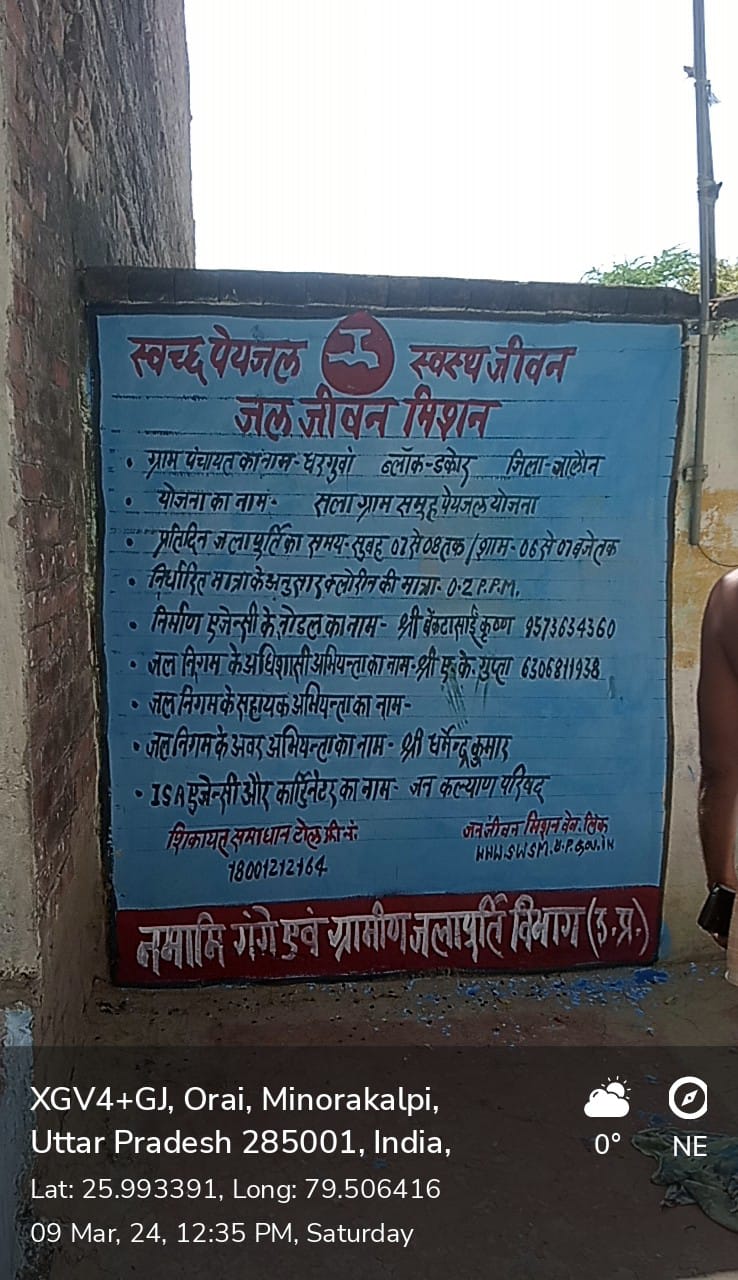 स्वच्छ पेयजल स्वस्थ जीवन
जल जीवन मिशन
• ग्राम पंचायत का नाम- धरगुवां ब्लॉक-डकोर जिला-जालौन
• योजना का नाम- सला ग्राम समूह पेयजल योजना
• प्रतिदिन जलापूर्ति का समय-सुबह 07 से 08 तक / शाम-06 से 07 बजे तक
• निर्धारित मात्रा के अनुसार क्लोरीन की मात्रा- 0.2 P.P.M.
• निर्माण एजेन्सी के नोडल का नाम- श्री वेंकटासाई कृष्ण 9573634360
• जल निगम के अधिशासी अभियन्ता का नाम-श्री ए.के. गुप्ता 6306811938
• जल निगम के सहायक अभियन्ता का नाम-
• जल निगम के अवर अभियन्ता का नाम- श्री धर्मेन्द्र कुमार
• ISA एजेन्सी और कार्डिनेटर का नाम- जन कल्याण परिषद
शिकायत समाधान टोल फ्री नं. जनजीवन मिशन वेब लिंक
18001212164 WWW.SWSM.U.P.Gov.iN
नमामि गंगे एवं ग्रामीण जलापूर्ति विभाग (उ.प्र.)
XGV4+GJ, Orai, Minorakalpi,
Uttar Pradesh 285001, India,
0° NE
Lat: 25.993391, Long: 79.506416
09 Mar, 24, 12:35 PM, Saturday